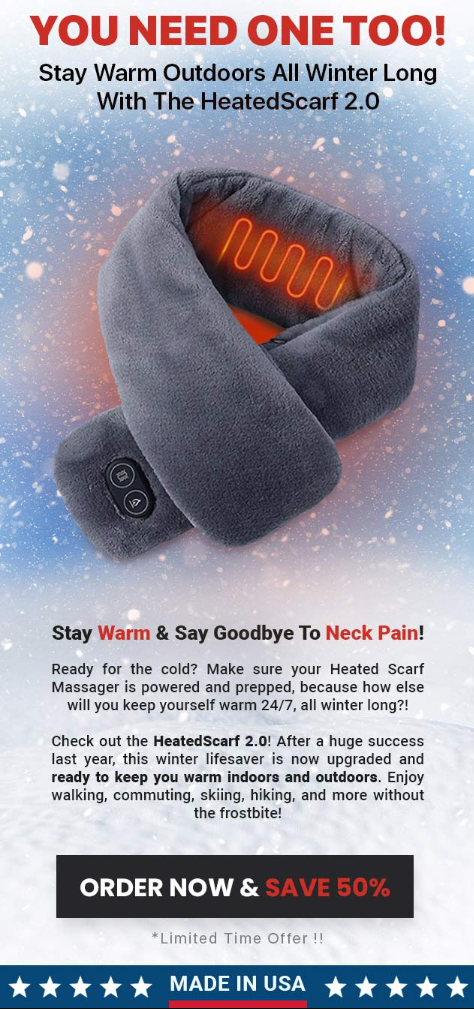 YOU NEED ONE TOO!
Stay Warm Outdoors All Winter Long
With The HeatedScarf 2.0
Stay Warm & Say Goodbye To Neck Pain!
Ready for the cold? Make sure your Heated Scarf
Massager is powered and prepped, because how else
will you keep yourself warm 24/7, all winter long?!
Check out the HeatedScarf 2.0! After a huge success
last year, this winter lifesaver is now upgraded and
ready to keep you warm indoors and outdoors. Enjoy
walking, commuting, skiing, hiking, and more without
the frostbite!
ORDER NOW & SAVE 50%
*Limited Time Offer !!
MADE IN USA